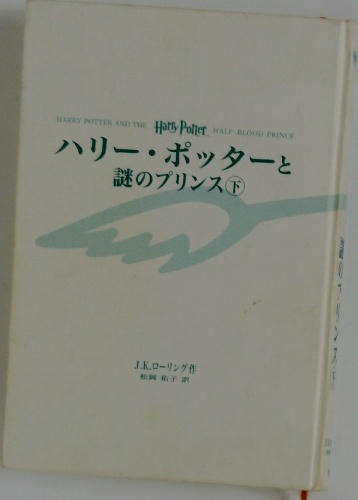 HARRY POTTER AND THE Harry Potter HALF-BLOOD PRINCE
ハリー・ポッターと
謎のプリンス㊦
J.K.ローリング作
松岡 佑子 訳
謎のプリンス㊦